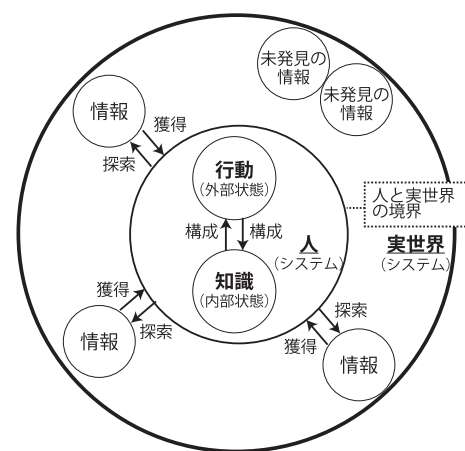 未発見の
情報
未発見の
情報
情報
獲得
探索
行動
(外部状態)
人と実世界
の境界
構成
構成
人
(システム)
実世界
(システム)
知識
(内部状態)
獲得
探索
情報
探索
獲得
情報